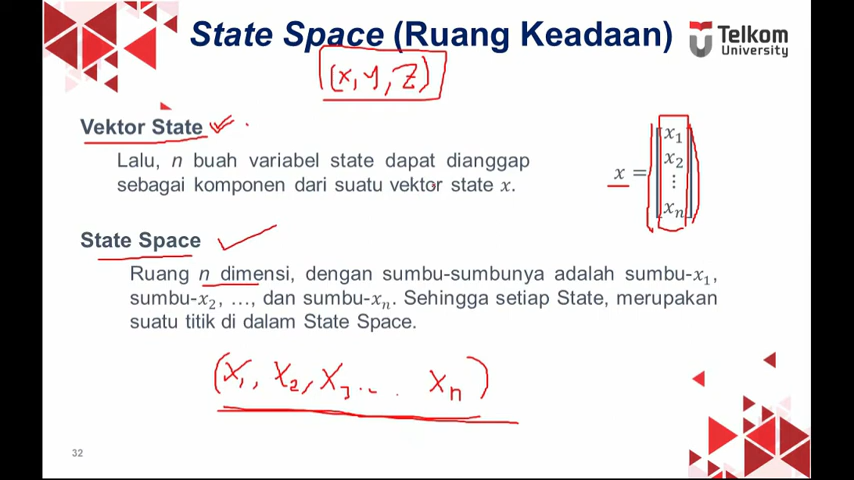 State Space (Ruang Keadaan)
Telkom
University
(x, y, z)
Vektor State
Lalu, n buah variabel state dapat dianggap
sebagai komponen dari suatu vektor state x.
x = [x₁
x₂
⋮
xₙ]
State Space
Ruang n dimensi, dengan sumbu-sumbunya adalah sumbu-x₁,
sumbu-x₂, …, dan sumbu-xₙ. Sehingga setiap State, merupakan
suatu titik di dalam State Space.
(x₁, x₂, x₃ ... xₙ)
32